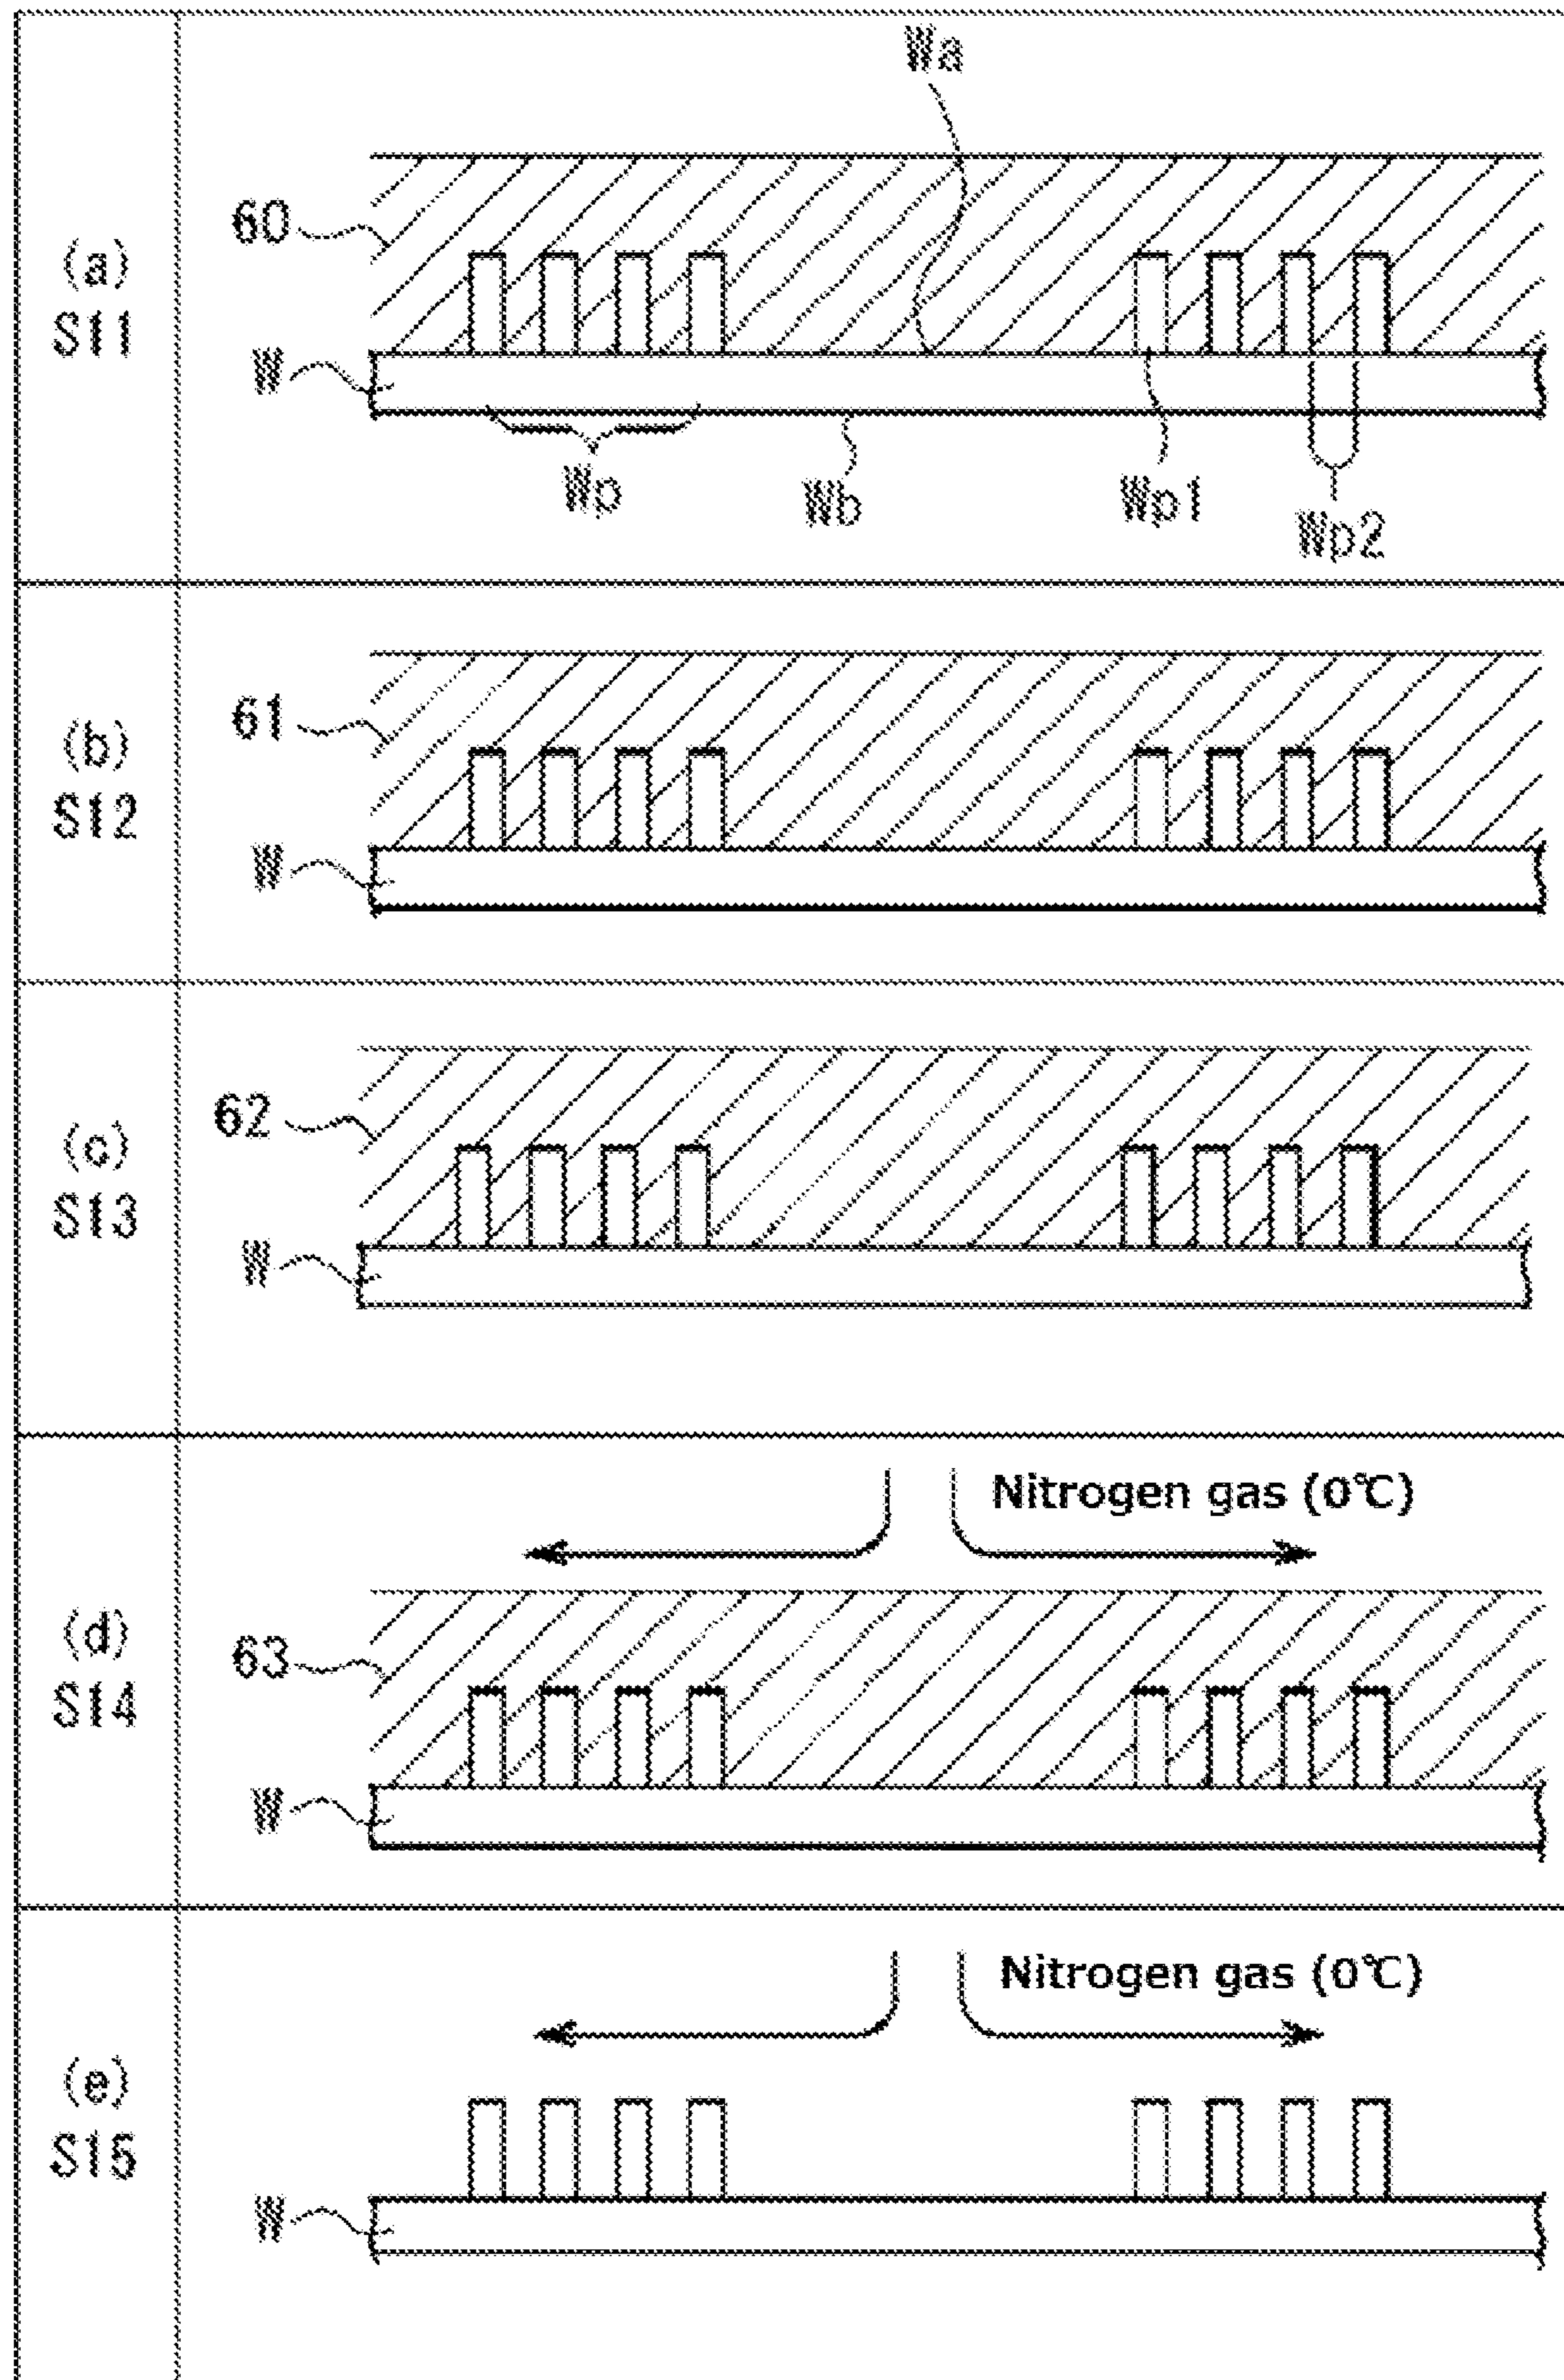 (a)
S11
Wa
60
W
Wp
Wb
Wp1
Wp2
(b)
S12
61
W
(c)
S13
62
W
(d)
S14
Nitrogen gas (0℃)
63
W
(e)
S15
Nitrogen gas (0℃)
W